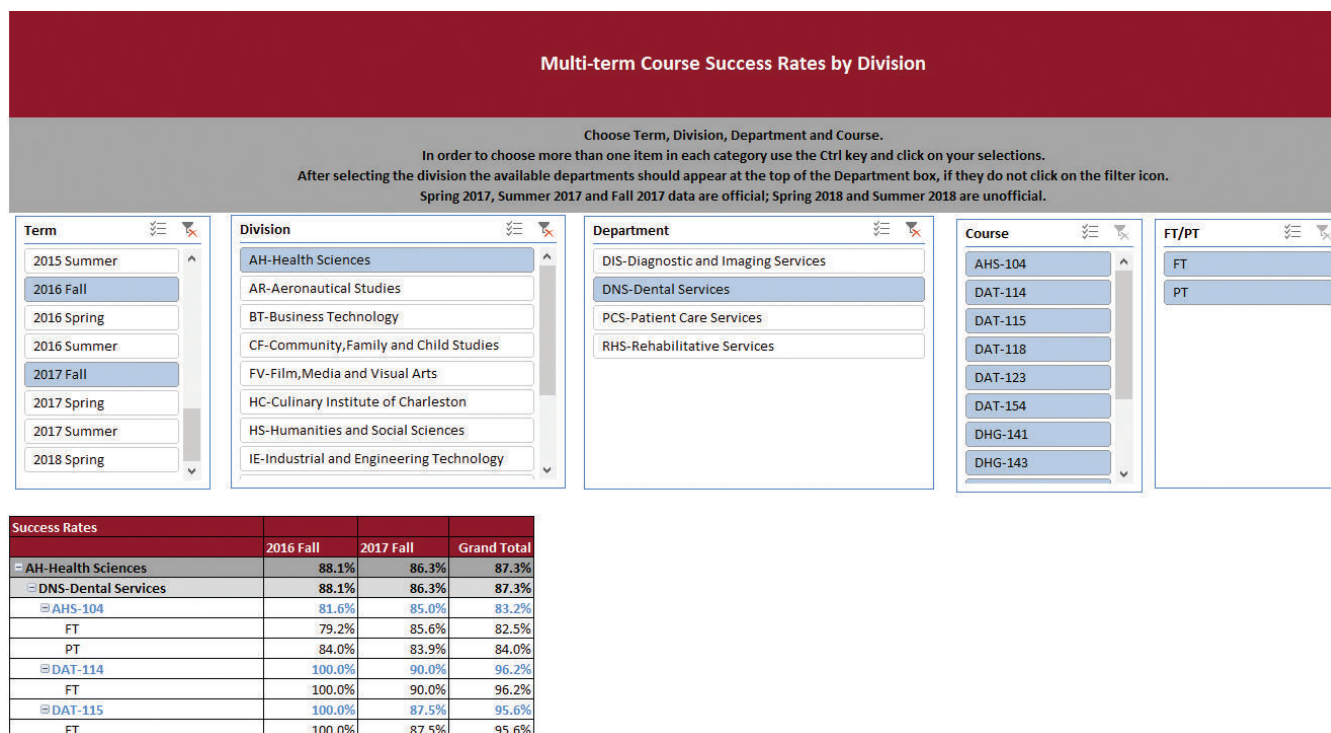 Multi-term Course Success Rates by Division
Choose Term, Division, Department and Course.
In order to choose more than one item in each category use the Ctrl key and click on your selections.
After selecting the division the available departments should appear at the top of the Department box, if they do not click on the filter icon.
Spring 2017, Summer 2017 and Fall 2017 data are official; Spring 2018 and Summer 2018 are unofficial.
Term
2015 Summer
2016 Fall
2016 Spring
2016 Summer
2017 Fall
2017 Spring
2017 Summer
2018 Spring
Division
AH-Health Sciences
AR-Aeronautical Studies
BT-Business Technology
CF-Community,Family and Child Studies
FV-Film,Media and Visual Arts
HC-Culinary Institute of Charleston
HS-Humanities and Social Sciences
IE-Industrial and Engineering Technology
Department
DIS-Diagnostic and Imaging Services
DNS-Dental Services
PCS-Patient Care Services
RHS-Rehabilitative Services
Course
AHS-104
DAT-114
DAT-115
DAT-118
DAT-123
DAT-154
DHG-141
DHG-143
FT/PT
FT
PT
Success Rates
2016 Fall 2017 Fall Grand Total
AH-Health Sciences 88.1% 86.3% 87.3%
DNS-Dental Services 88.1% 86.3% 87.3%
AHS-104 81.6% 85.0% 83.2%
FT 79.2% 85.6% 82.5%
PT 84.0% 83.9% 84.0%
DAT-114 100.0% 90.0% 96.2%
FT 100.0% 90.0% 96.2%
DAT-115 100.0% 87.5% 95.6%
FT 100.0% 87.5% 95.6%